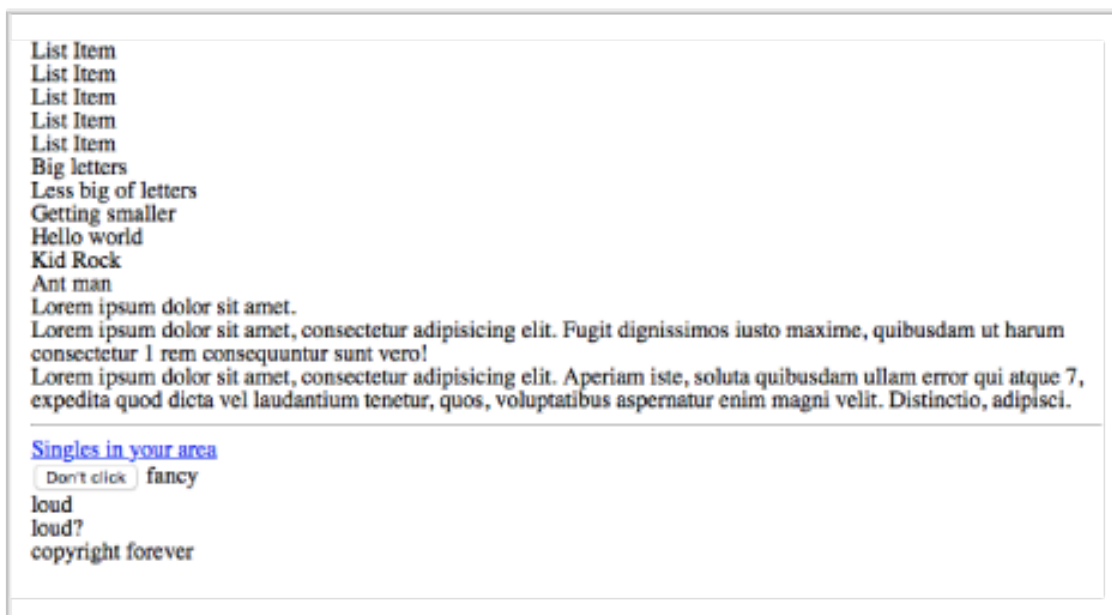 List Item
List Item
List Item
List Item
List Item
Big letters
Less big of letters
Getting smaller
Hello world
Kid Rock
Ant man
Lorem ipsum dolor sit amet.
Lorem ipsum dolor sit amet, consectetur adipisicing elit. Fugit dignissimos iusto maxime, quibusdam ut harum
consectetur 1 rem consequuntur sunt vero!
Lorem ipsum dolor sit amet, consectetur adipisicing elit. Aperiam iste, soluta quibusdam ullam error qui atque 7,
expedita quod dicta vel laudantium tenetur, quos, voluptatibus aspernatur enim magni velit. Distinctio, adipisci.
Singles in your area
Don't click fancy
loud
loud?
copyright forever